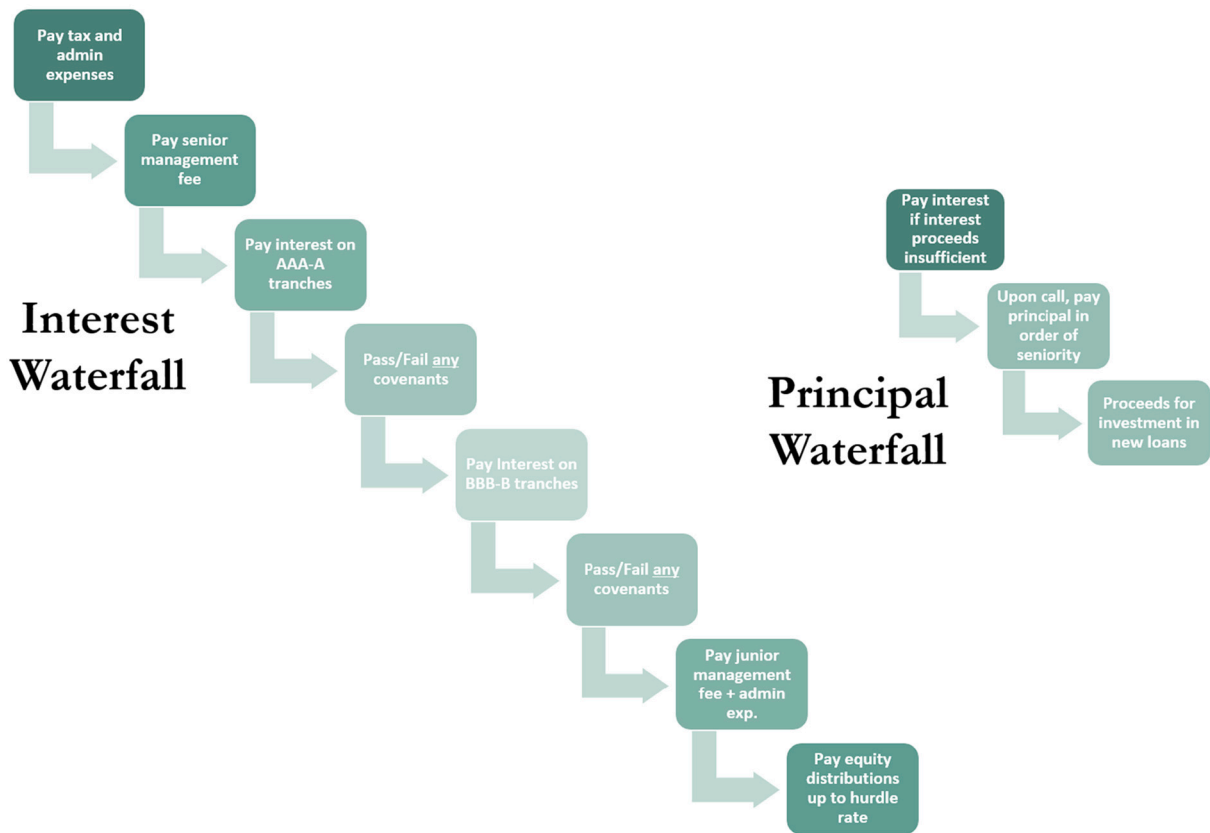 Pay tax and
admin
expenses
Pay senior
management
fee
Pay interest on
AAA-A
tranches
Interest
Waterfall
Pass/Fail any
covenants
Pay Interest on
BBB-B tranches
Pass/Fail any
covenants
Pay junior
management
fee + admin
exp.
Pay equity
distributions
up to hurdle
rate
Pay interest
if interest
proceeds
insufficient
Upon call, pay
principal in
order of
seniority
Principal
Waterfall
Proceeds for
investment in
new loans